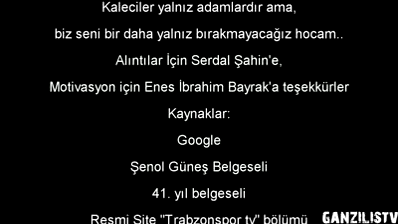 Kaleciler yalnız adamlardır ama,
biz seni bir daha yalnız bırakmayacağız hocam..
Alıntılar İçin Serdal Şahin'e,
Motivasyon için Enes İbrahim Bayrak'a teşekkürler
Kaynaklar:
Google
Şenol Güneş Belgeseli
41. yıl belgeseli
Resmi Site "Trabzonspor tv" bölümü
GANZILISTV